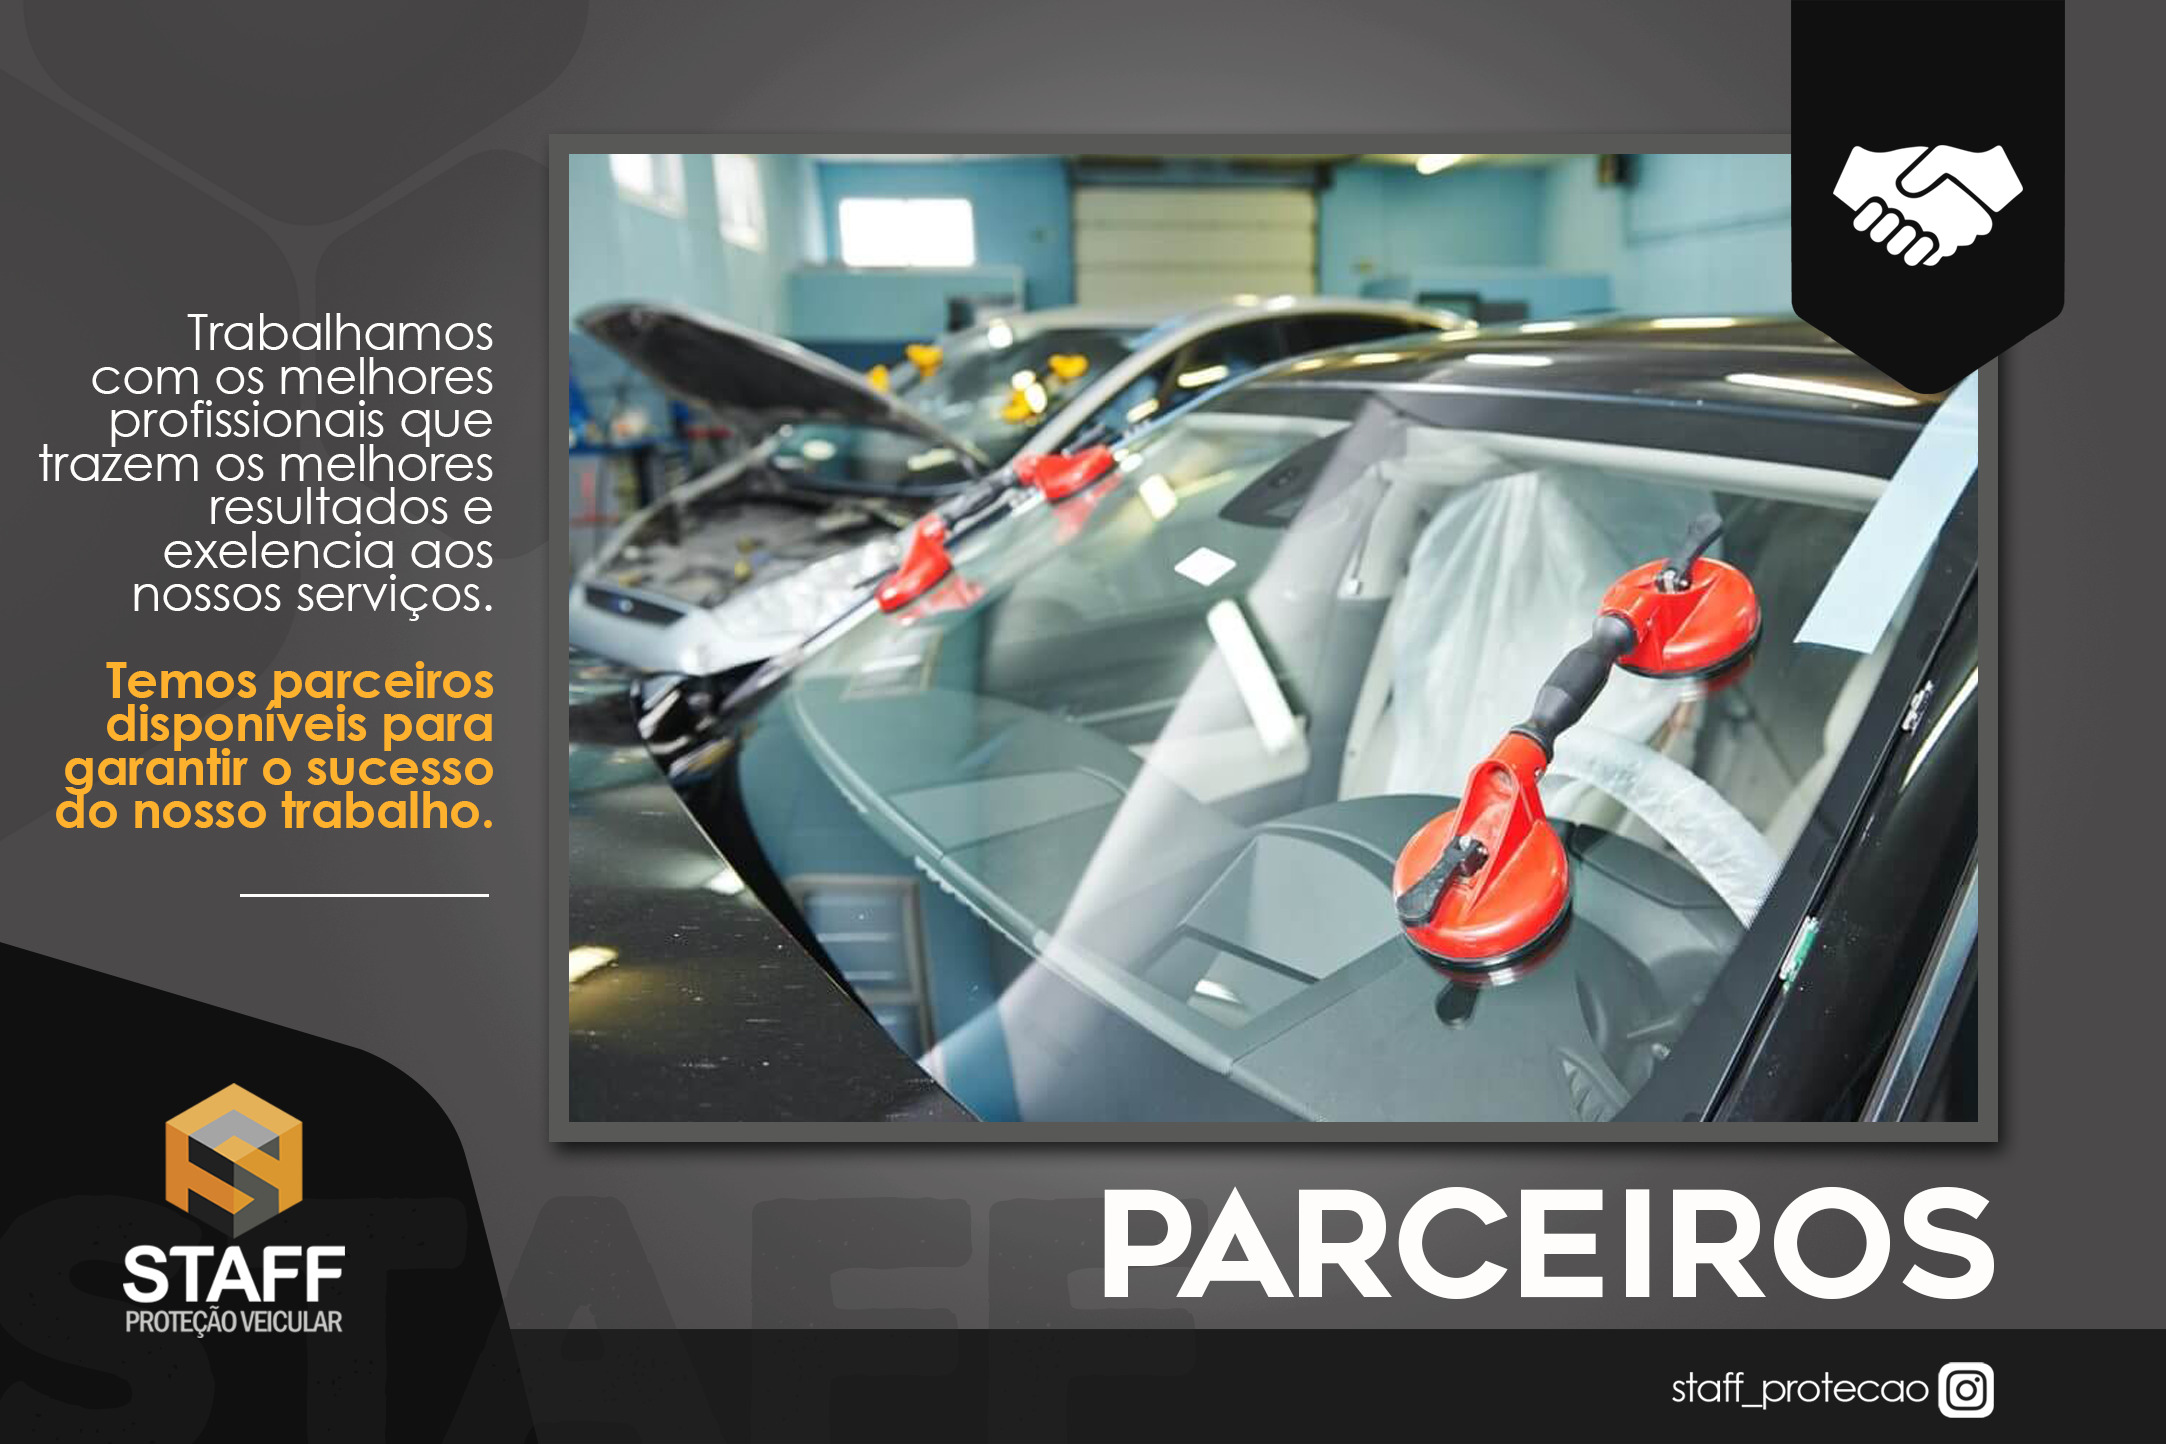 Trabalhamos
com os melhores
profissionais que
trazem os melhores
resultados e
exelencia aos
nossos serviços.
Temos parceiros
disponíveis para
garantir o sucesso
do nosso trabalho.
STAFF
PROTEÇÃO VEICULAR
STAFF
PARCEIROS
staff_protecao